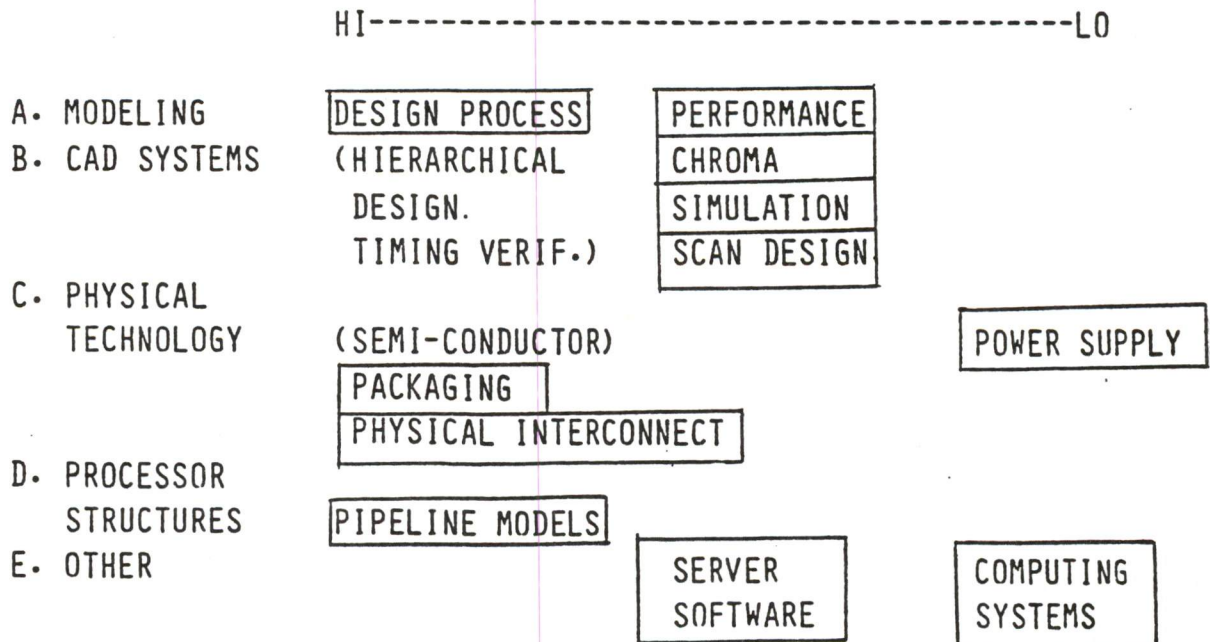 HI------------------------------------------LO
A. MODELING DESIGN PROCESS PERFORMANCE
B. CAD SYSTEMS (HIERARCHICAL CHROMA
DESIGN. SIMULATION
TIMING VERIF.) SCAN DESIGN
C. PHYSICAL
TECHNOLOGY (SEMI-CONDUCTOR) POWER SUPPLY
PACKAGING
PHYSICAL INTERCONNECT
D. PROCESSOR
STRUCTURES PIPELINE MODELS
E. OTHER SERVER COMPUTING
SOFTWARE SYSTEMS